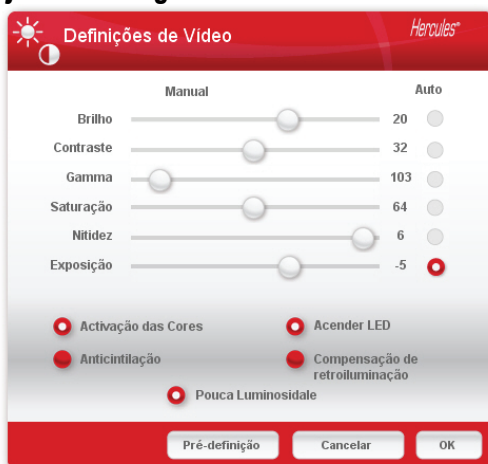 Definições de Vídeo
Hercules
Manual Auto
Brilho 20
Contraste 32
Gamma 103
Saturação 64
Nitidez 6
Exposição -5
Activação das Cores Acender LED
Anticintilação Compensação de
retroiluminação
Pouca Luminosidale
Pré-definição Cancelar OK